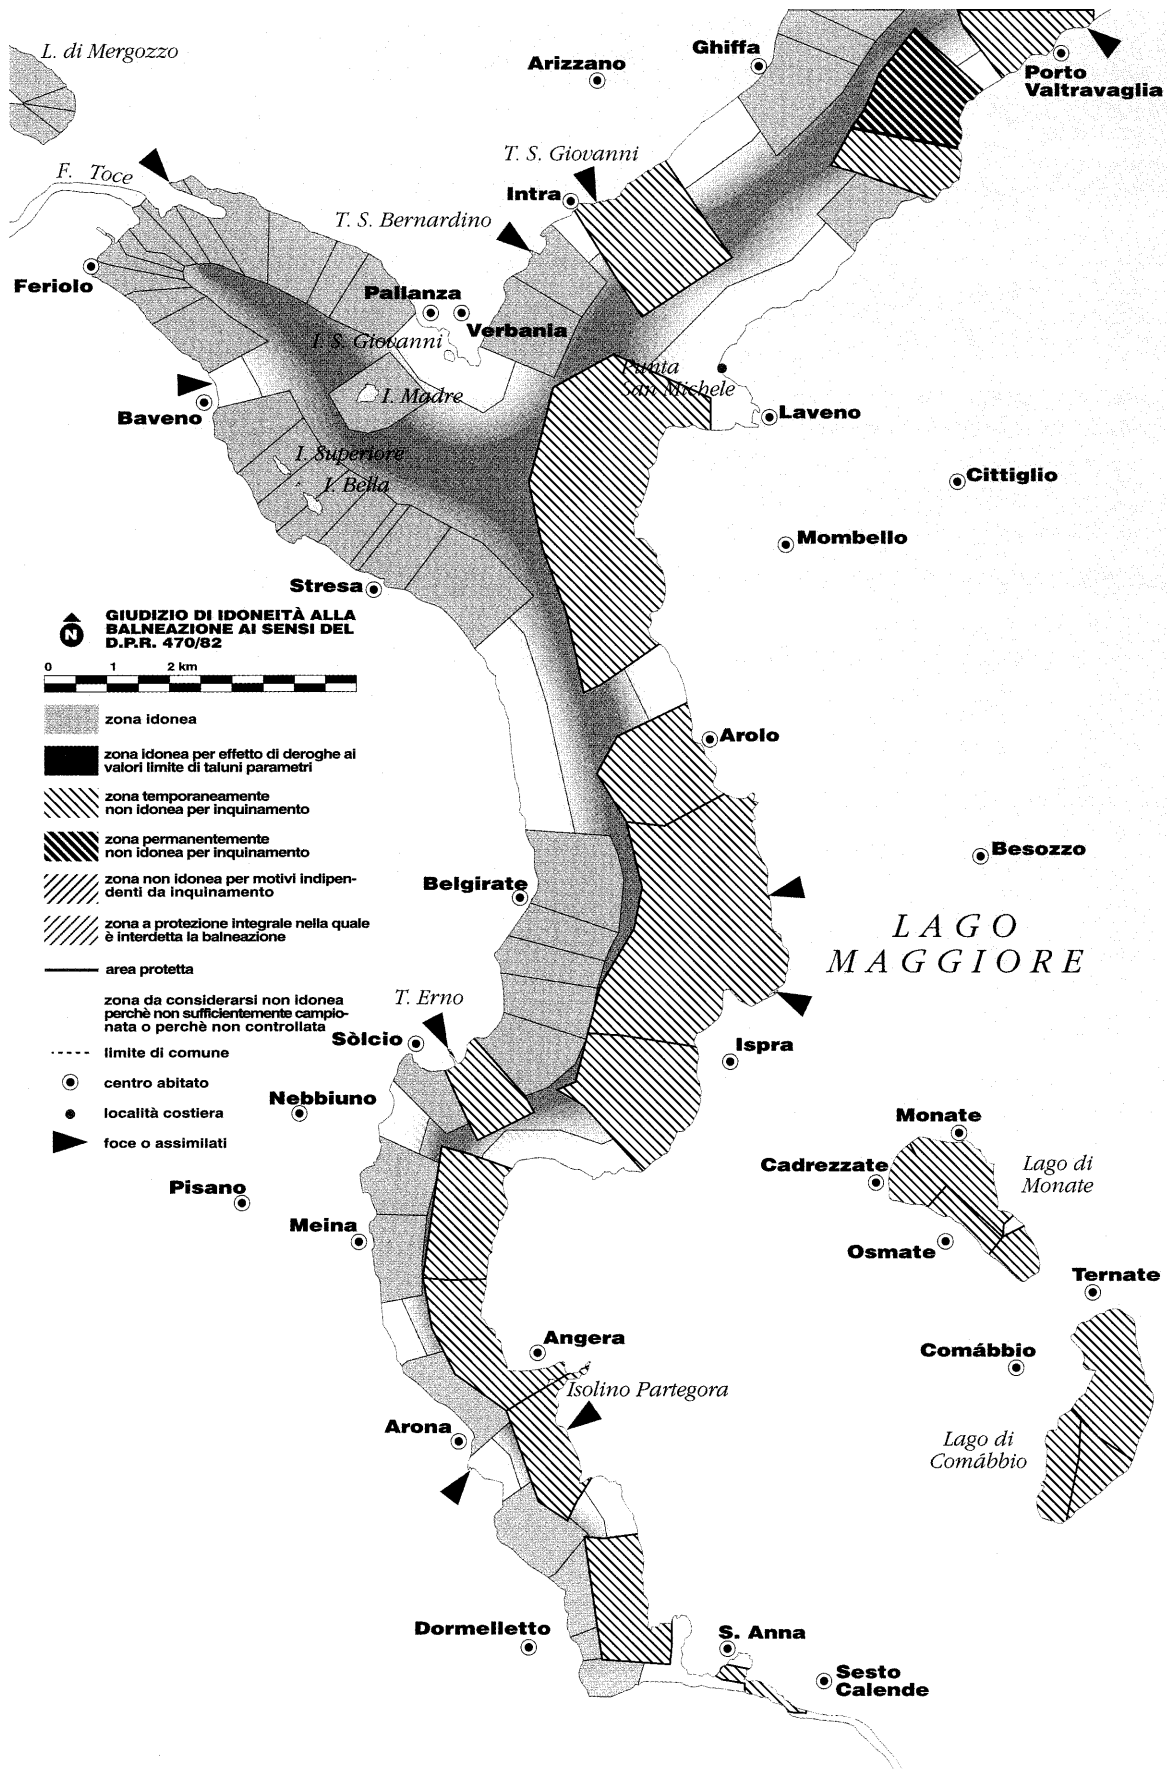 L. di Mergozzo
Ghiffa
Arizzano
Porto
Valtravaglia
T. S. Giovanni
F. Toce
Intra
T. S. Bernardino
Feriolo
Pallanza
Verbania
I. S. Giovanni
Punta
San Michele
I. Madre
Baveno
Laveno
I. Superiore
I. Bella
Cittiglio
Mombello
Stresa
GIUDIZIO DI IDONEITÀ ALLA
BALNEAZIONE AI SENSI DEL
D.P.R. 470/82
N
0 1 2 km
zona idonea
zona idonea per effetto di deroghe ai
valori limite di taluni parametri
zona temporaneamente
non idonea per inquinamento
zona permanentemente
non idonea per inquinamento
zona non idonea per motivi indipen-
denti da inquinamento
zona a protezione integrale nella quale
è interdetta la balneazione
area protetta
zona da considerarsi non idonea
perchè non sufficientemente campio-
nata o perchè non controllata
limite di comune
centro abitato
località costiera
foce o assimilati
Arolo
Besozzo
Belgirate
LAGO
MAGGIORE
T. Erno
Sòlcio
Ispra
Nebbiuno
Monate
Cadrezzate
Lago di
Monate
Pisano
Meina
Osmate
Ternate
Angera
Comábbio
Isolino Partegora
Arona
Lago di
Comábbio
Dormelletto
S. Anna
Sesto
Calende